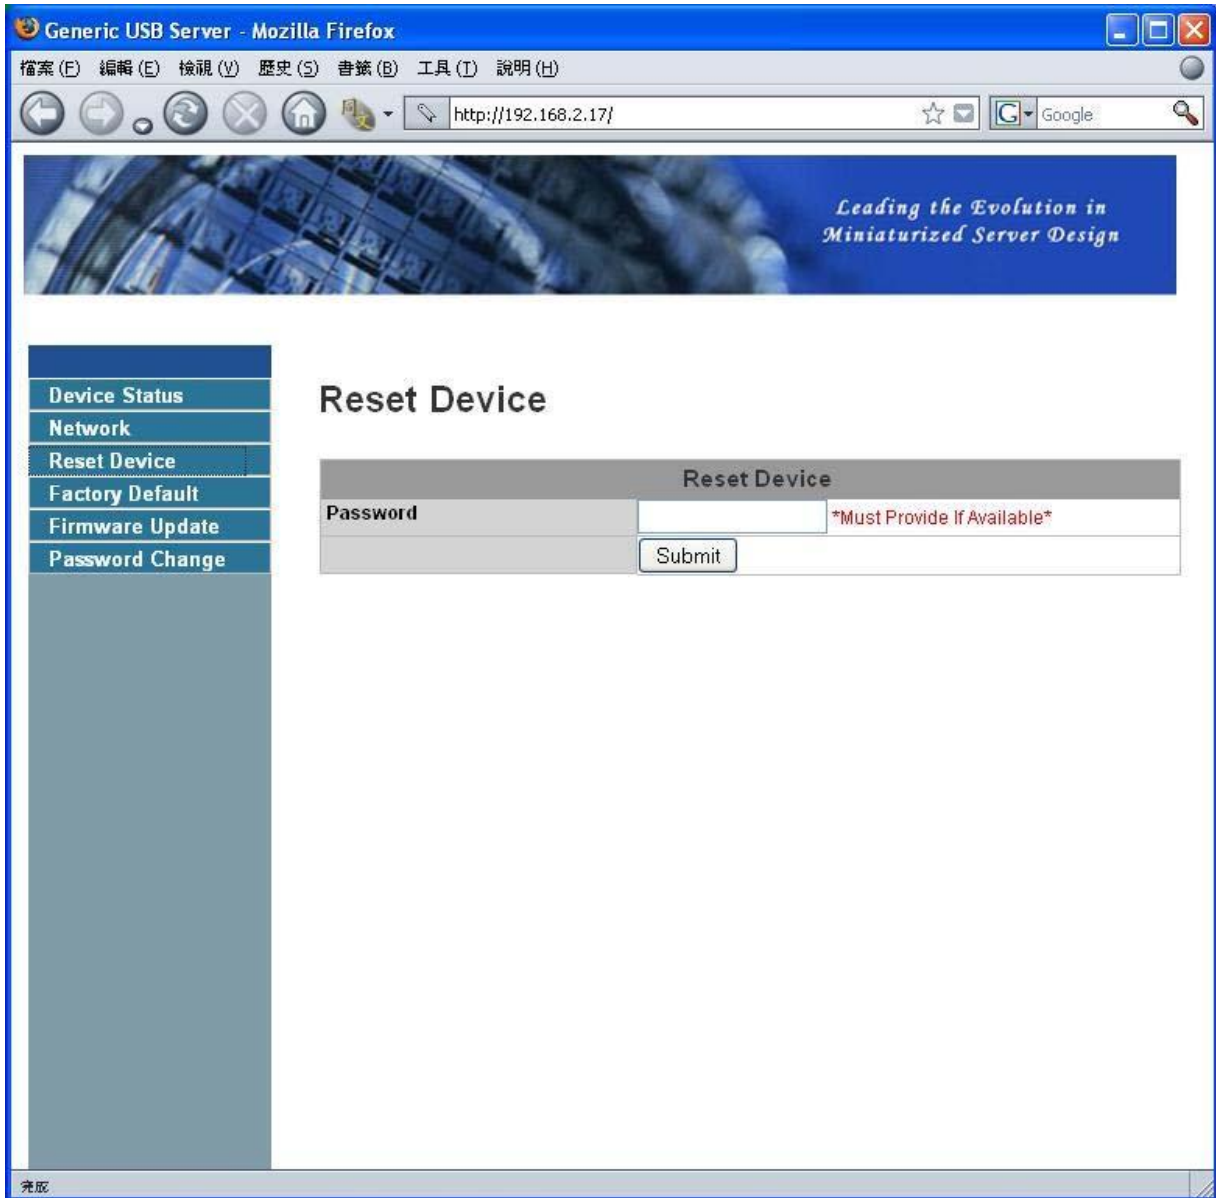 Generic USB Server - Mozilla Firefox
檔案(F) 編輯(E) 檢視(V) 歷史(S) 書籤(B) 工具(T) 說明(H)
http://192.168.2.17/ G Google
Leading the Evolution in
Miniaturized Server Design
Device Status
Network
Reset Device
Factory Default
Firmware Update
Password Change
Reset Device
Reset Device
Password *Must Provide If Available*
Submit
完成